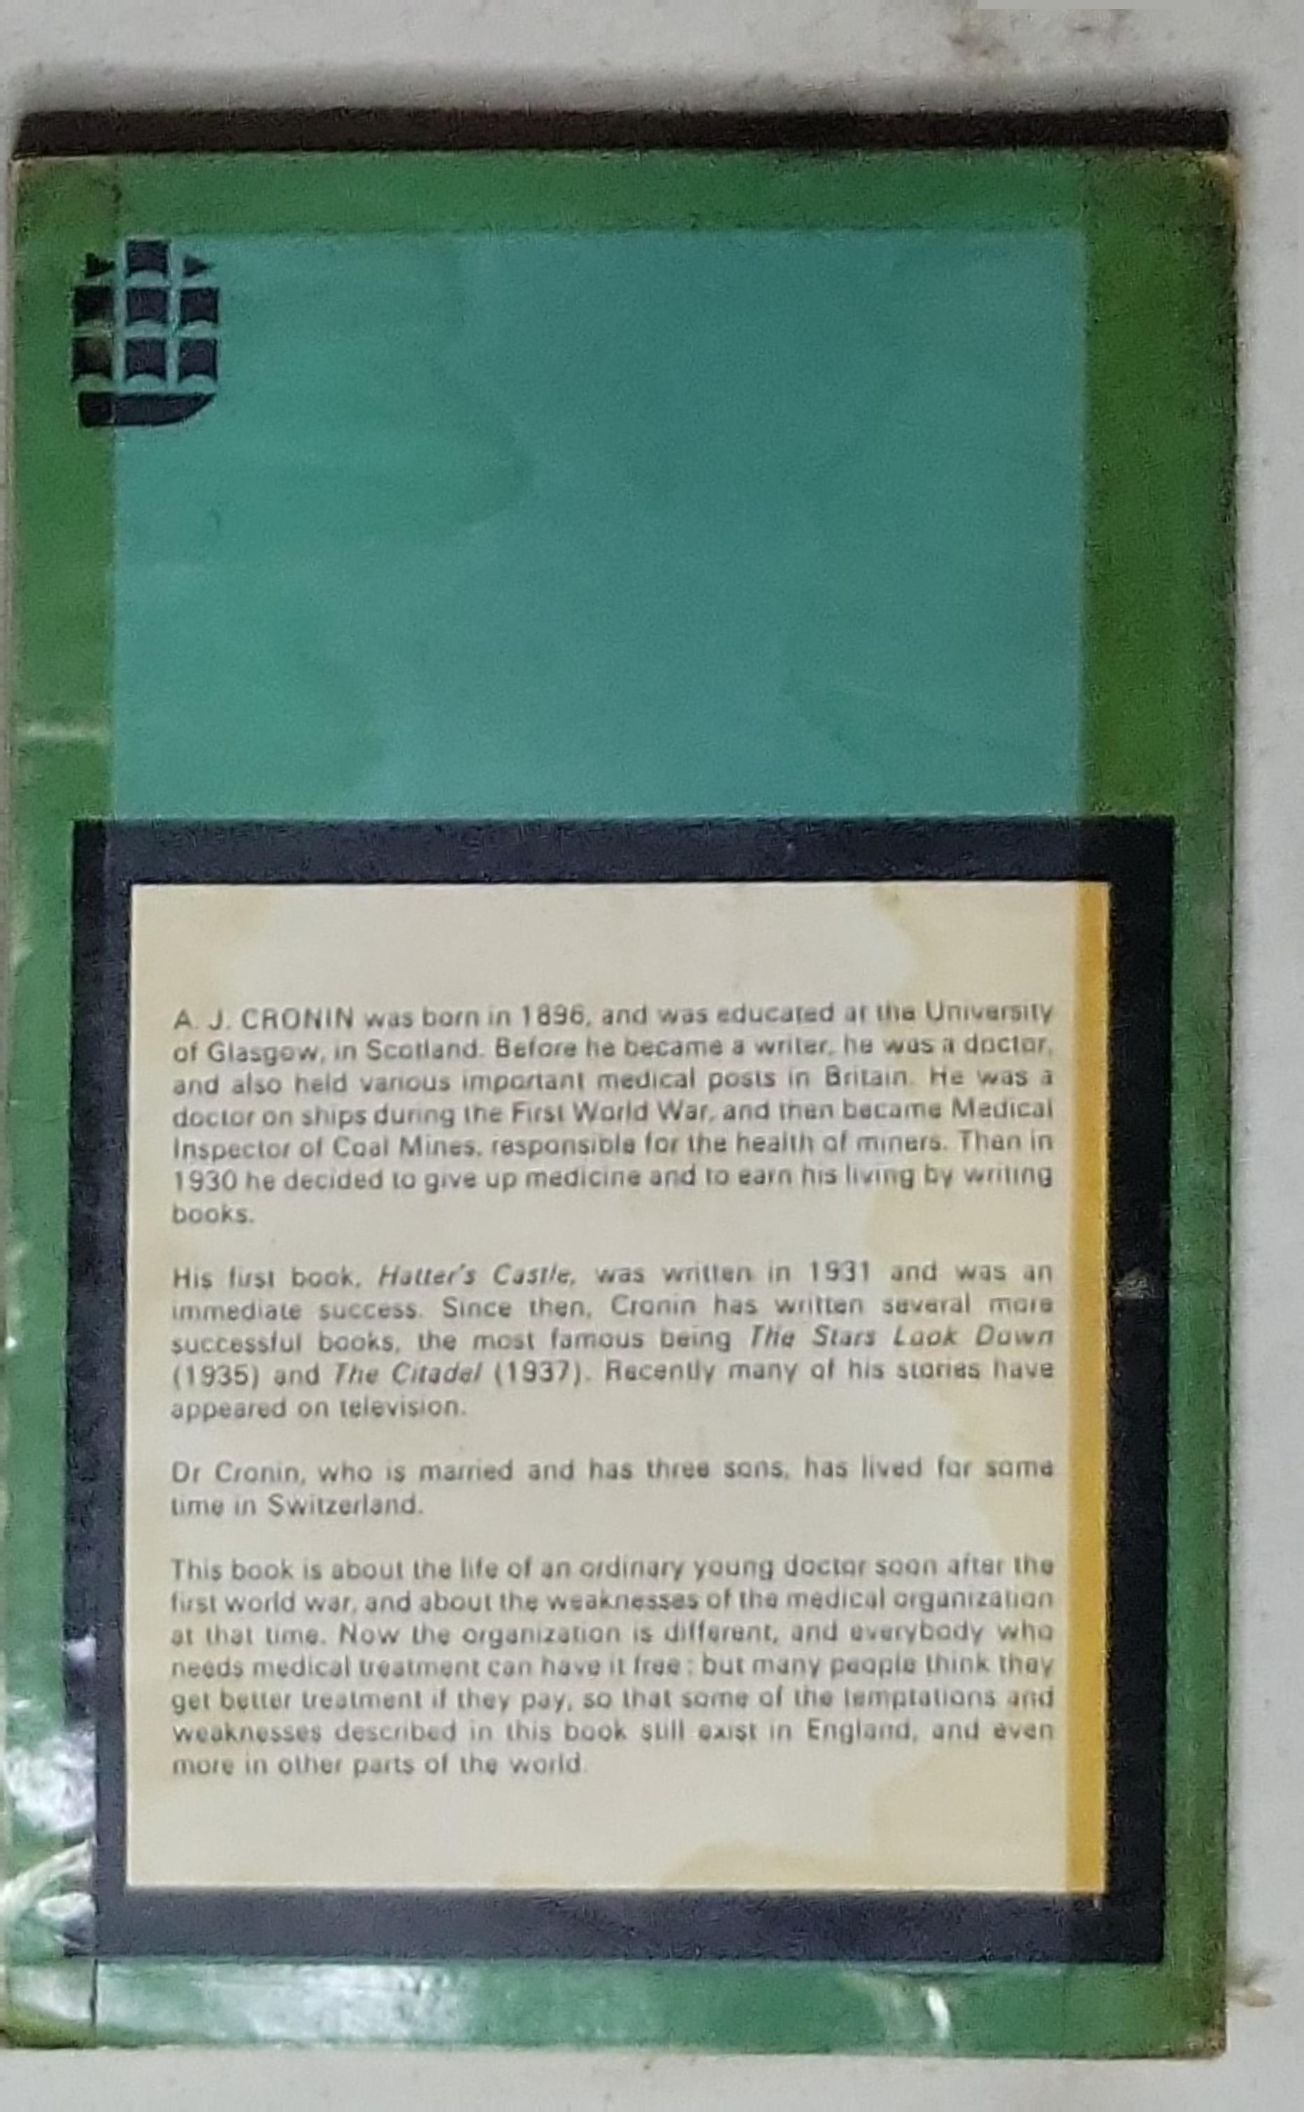 A. J. CRONIN was born in 1896, and was educated at the University
of Glasgow, in Scotland. Before he became a writer, he was a doctor,
and also held various important medical posts in Britain. He was a
doctor on ships during the First World War, and then became Medical
Inspector of Coal Mines, responsible for the health of miners. Then in
1930 he decided to give up medicine and to earn his living by writing
books.
His first book, Hatter's Castle, was written in 1931 and was an
immediate success. Since then, Cronin has written several more
successful books, the most famous being The Stars Look Down
(1935) and The Citadel (1937). Recently many of his stories have
appeared on television.
Dr Cronin, who is married and has three sons, has lived for some
time in Switzerland.
This book is about the life of an ordinary young doctor soon after the
first world war, and about the weaknesses of the medical organization
at that time. Now the organization is different, and everybody who
needs medical treatment can have it free : but many people think they
get better treatment if they pay, so that some of the temptations and
weaknesses described in this book still exist in England, and even
more in other parts of the world.